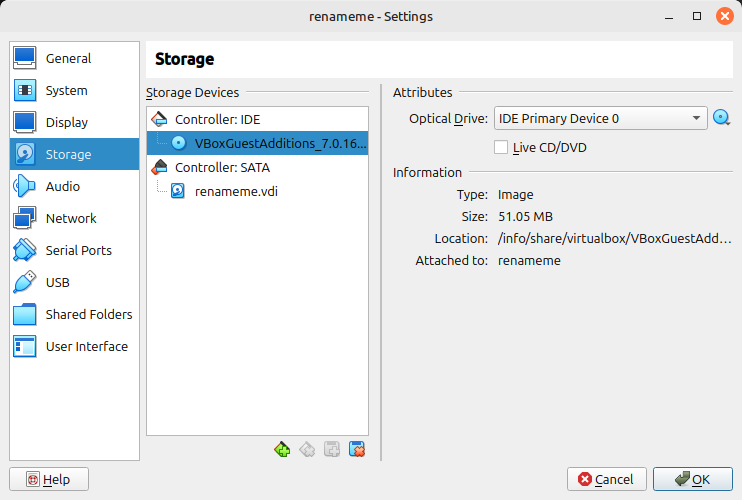 renameme - Settings
General
System
Display
Storage
Audio
Network
Serial Ports
USB
Shared Folders
User Interface
Storage
Storage Devices
Controller: IDE
VBoxGuestAdditions_7.0.16...
Controller: SATA
renameme.vdi
Attributes
Optical Drive: IDE Primary Device 0
Live CD/DVD
Information
Type: Image
Size: 51.05 MB
Location: /info/share/virtualbox/VBoxGuestAdd...
Attached to: renameme
Help
Cancel
OK